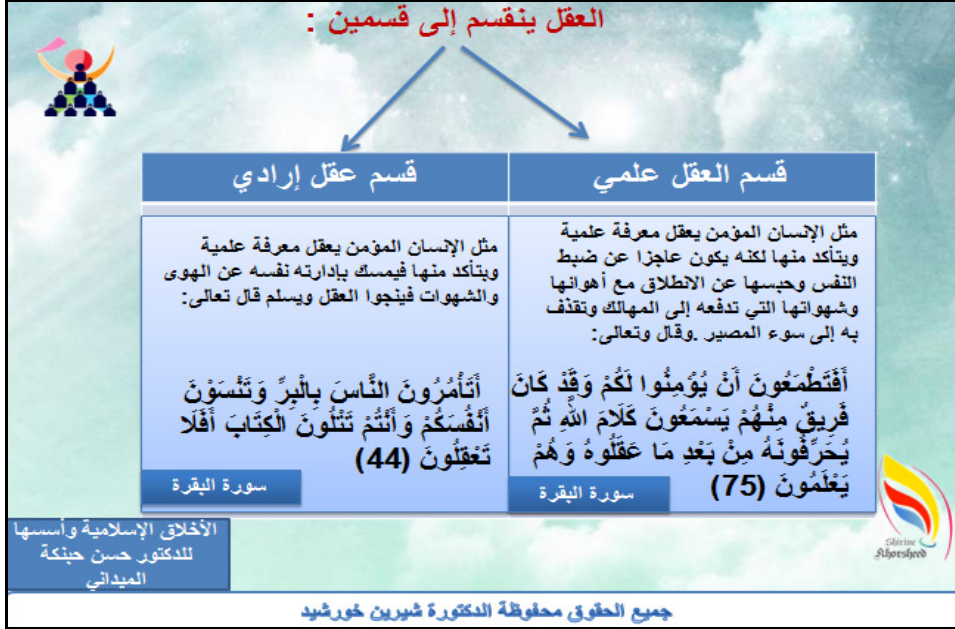 العقل ينقسم إلى قسمين :
قسم العقل علمي
قسم عقل إرادي
مثل الإنسان المؤمن يعقل معرفة علمية
ويتأكد منها لكنه يكون عاجزا عن ضبط
النفس وحبسها عن الانطلاق مع أهوانها
وشهواتها التي تدفعه إلى المهالك وتقذف
به إلى سوء المصير .وقال وتعالى:
أَفَتَطْمَعُونَ أَنْ يُؤْمِنُوا لَكُمْ وَقَدْ كَانَ
فَرِيقٌ مِنْهُمْ يَسْمَعُونَ كَلَامَ اللَّهِ ثُمَّ
يُحَرِّفُونَهُ مِنْ بَعْدِ مَا عَقَلُوهُ وَهُمْ
يَعْلَمُونَ (75)
سورة البقرة
مثل الإنسان المؤمن يعقل معرفة علمية
ويتأكد منها فيمسك بإدارته نفسه عن الهوى
والشهوات فينجوا العقل ويسلم قال تعالى:
أَتَأْمُرُونَ النَّاسَ بِالْبِرِّ وَتَنْسَوْنَ
أَنْفُسَكُمْ وَأَنْتُمْ تَتْلُونَ الْكِتَابَ أَفَلَا
تَعْقِلُونَ (44)
سورة البقرة
الأخلاق الإسلامية وأسسها
للدكتور حسن حبنكة
الميداني
Shirine
Khorsheed
جميع الحقوق محفوظة الدكتورة شيرين خورشيد